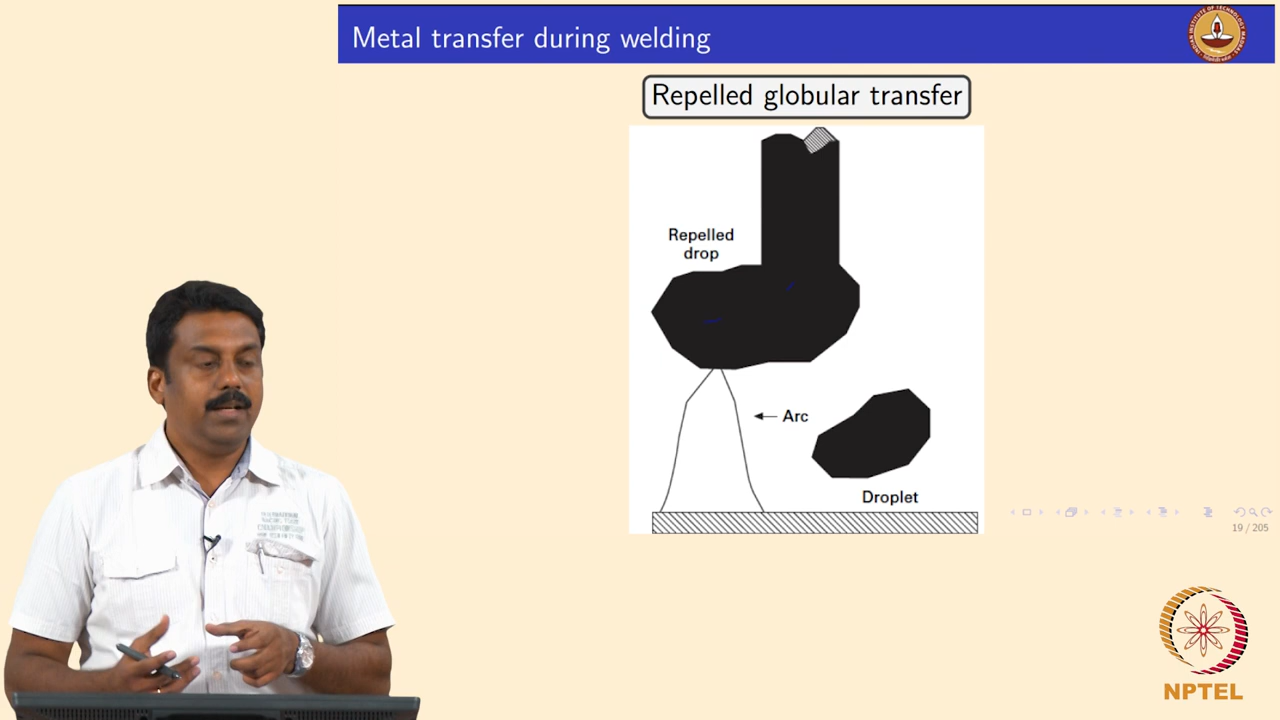 Metal transfer during welding
Repelled globular transfer
Repelled
drop
Arc
Droplet
19 / 205
NPTEL